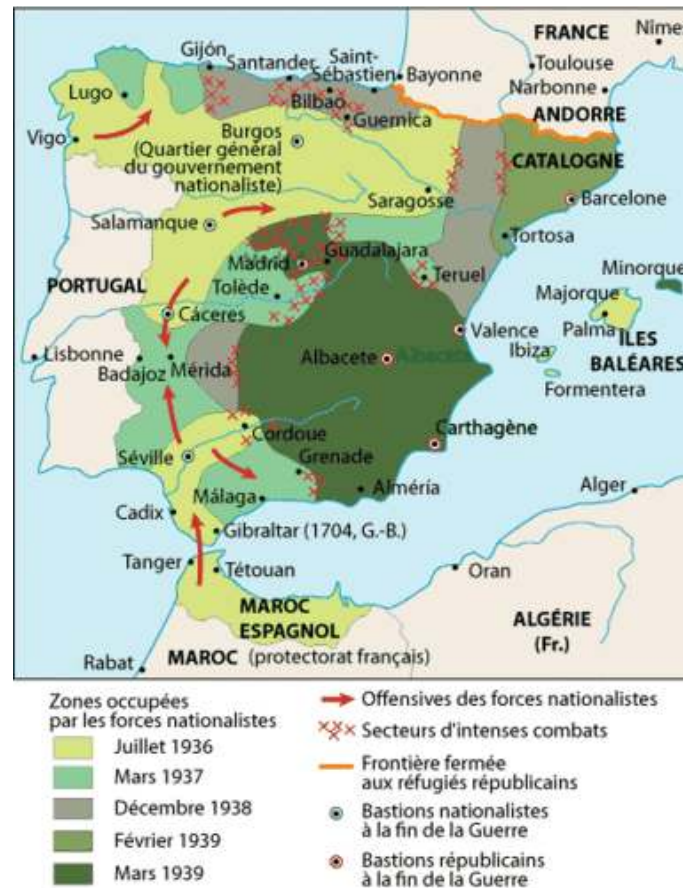 FRANCE
Nîmes
Gijón
Santander
Saint-
Sébastien
Bayonne
Toulouse
Narbonne
Lugo
Bilbao
Guernica
ANDORRE
Vigo
Burgos
(Quartier général
du gouvernement
nationaliste)
CATALOGNE
Saragosse
Barcelone
Salamanque
Tortosa
Madrid
Guadalajara
Teruel
Minorque
PORTUGAL
Tolède
Majorque
Cáceres
Palma
ÎLES
BALÉARES
Lisbonne
Badajoz
Mérida
Albacete
Valence
Ibiza
Formentera
Cordoue
Carthagène
Séville
Grenade
Málaga
Alméría
Alger
Cadix
Gibraltar (1704, G.-B.)
Tanger
Tétouan
Oran
MAROC
ESPAGNOL
ALGÉRIE
(Fr.)
Rabat
MAROC (protectorat français)
Zones occupées
par les forces nationalistes
Juillet 1936
Mars 1937
Décembre 1938
Février 1939
Mars 1939
Offensives des forces nationalistes
Secteurs d'intenses combats
Frontière fermée
aux réfugiés républicains
Bastions nationalistes
à la fin de la Guerre
Bastions républicains
à la fin de la Guerre